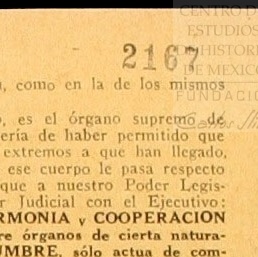 CENTRO D
ESTUDIOS
DE HISTORI
DE MEXICO
FUNDACIÓ
2167
, como en la de los mismos
, es el órgano supremo de
ería de haber permitido que
extremos a que han llegado,
ese cuerpo le pasa respecto
que a nuestro Poder Legis-
r Judicial con el Ejecutivo:
RMONIA y COOPERACION
re órganos de cierta natura-
UMBRE, sólo actua de com-